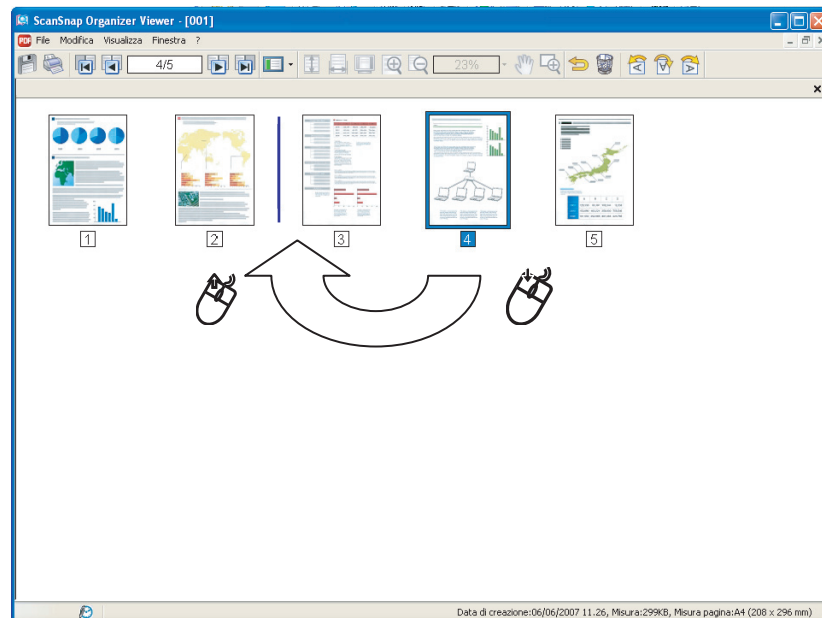 ScanSnap Organizer Viewer - [001]
PDF File Modifica Visualizza Finestra ?
4/5
23%
1 2 3 4 5
Data di creazione:06/06/2007 11.26, Misura:299KB, Misura pagina:A4 (208 x 296 mm)